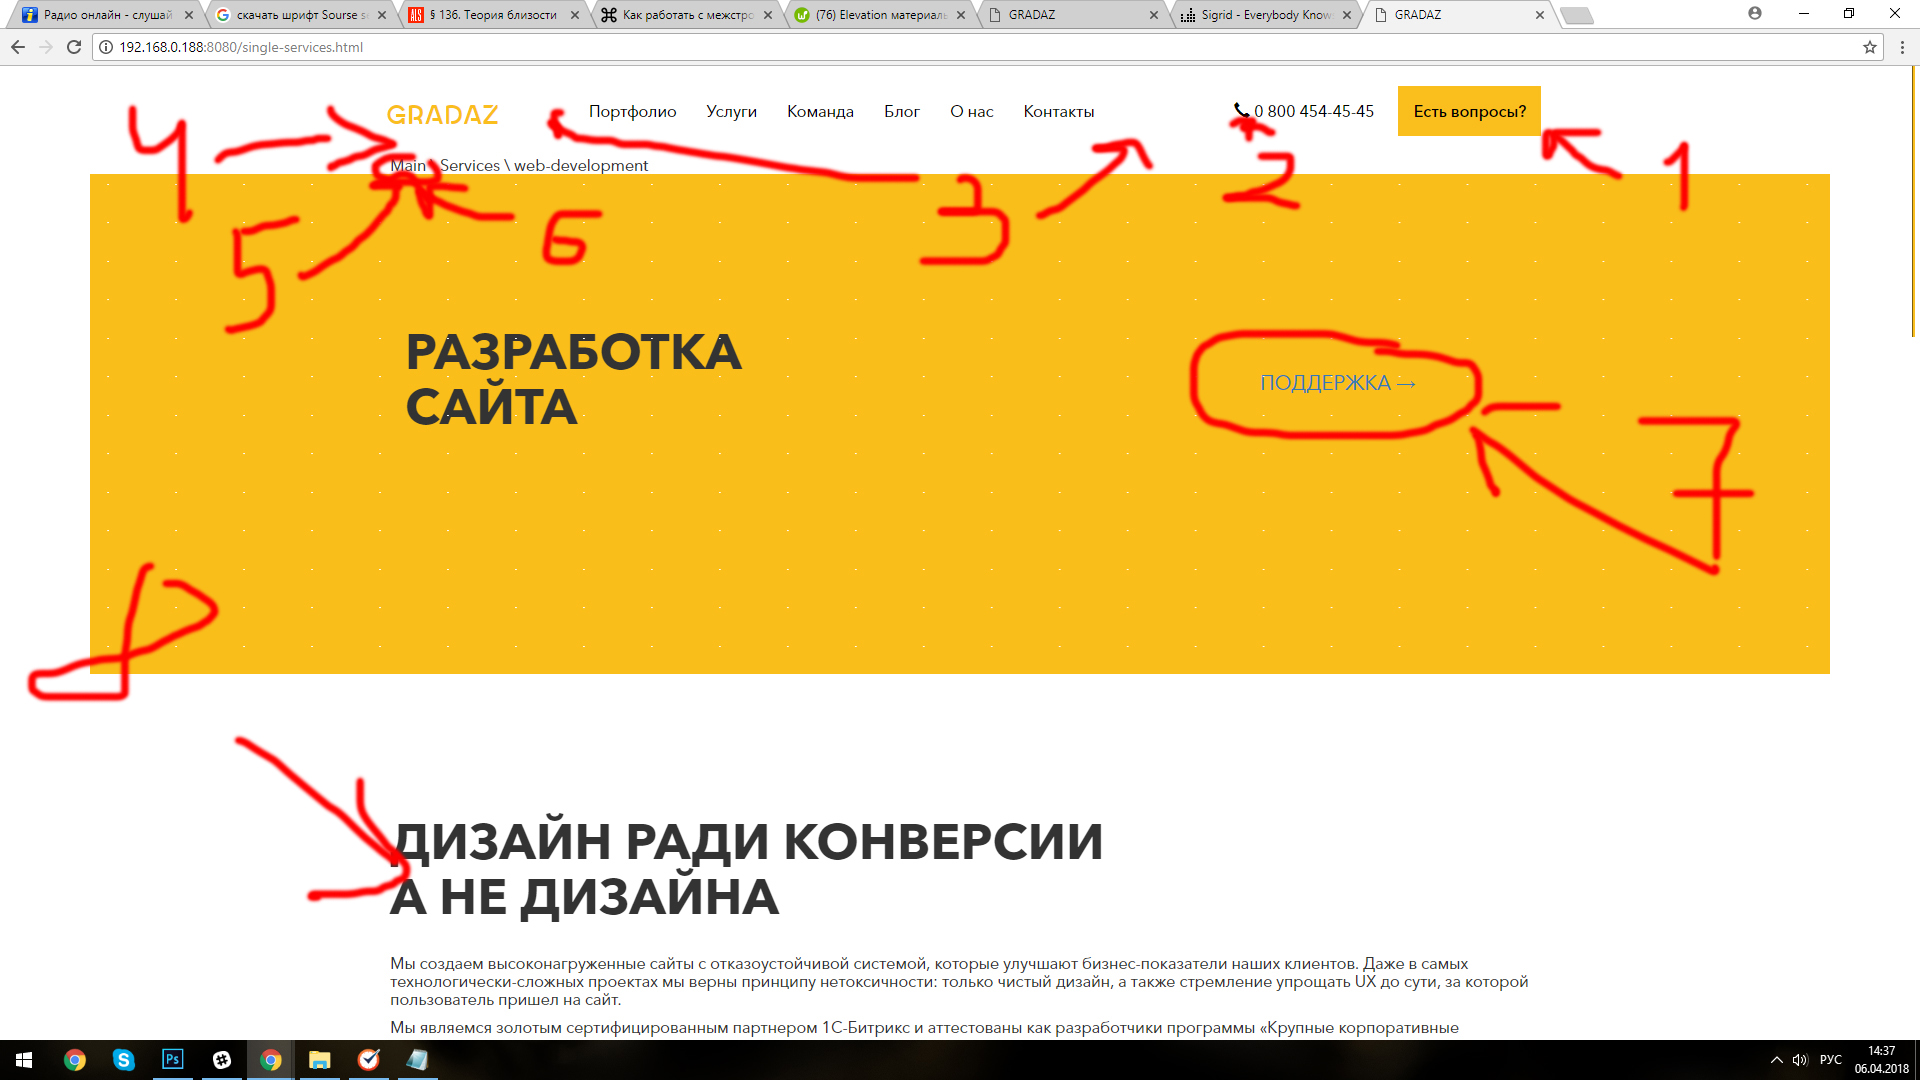 Радио онлайн - слушай
скачать шрифт Sourse s
§ 136. Теория близости
Как работать с межстро
(76) Elevation материаль
GRADAZ
Sigrid - Everybody Know
GRADAZ
192.168.0.188:8080/single-services.html
GRADAZ
Портфолио Услуги Команда Блог О нас Контакты
0 800 454-45-45
Есть вопросы?
Main \ Services \ web-development
4
3
2
1
5
6
РАЗРАБОТКА
САЙТА
ПОДДЕРЖКА →
7
8
ДИЗАЙН РАДИ КОНВЕРСИИ
А НЕ ДИЗАЙНА
Мы создаем высоконагруженные сайты с отказоустойчивой системой, которые улучшают бизнес-показатели наших клиентов. Даже в самых
технологически-сложных проектах мы верны принципу нетоксичности: только чистый дизайн, а также стремление упрощать UX до сути, за которой
пользователь пришел на сайт.
Мы являемся золотым сертифицированным партнером 1С-Битрикс и аттестованы как разработчики программы «Крупные корпоративные
Ps
РУС
14:37
06.04.2018